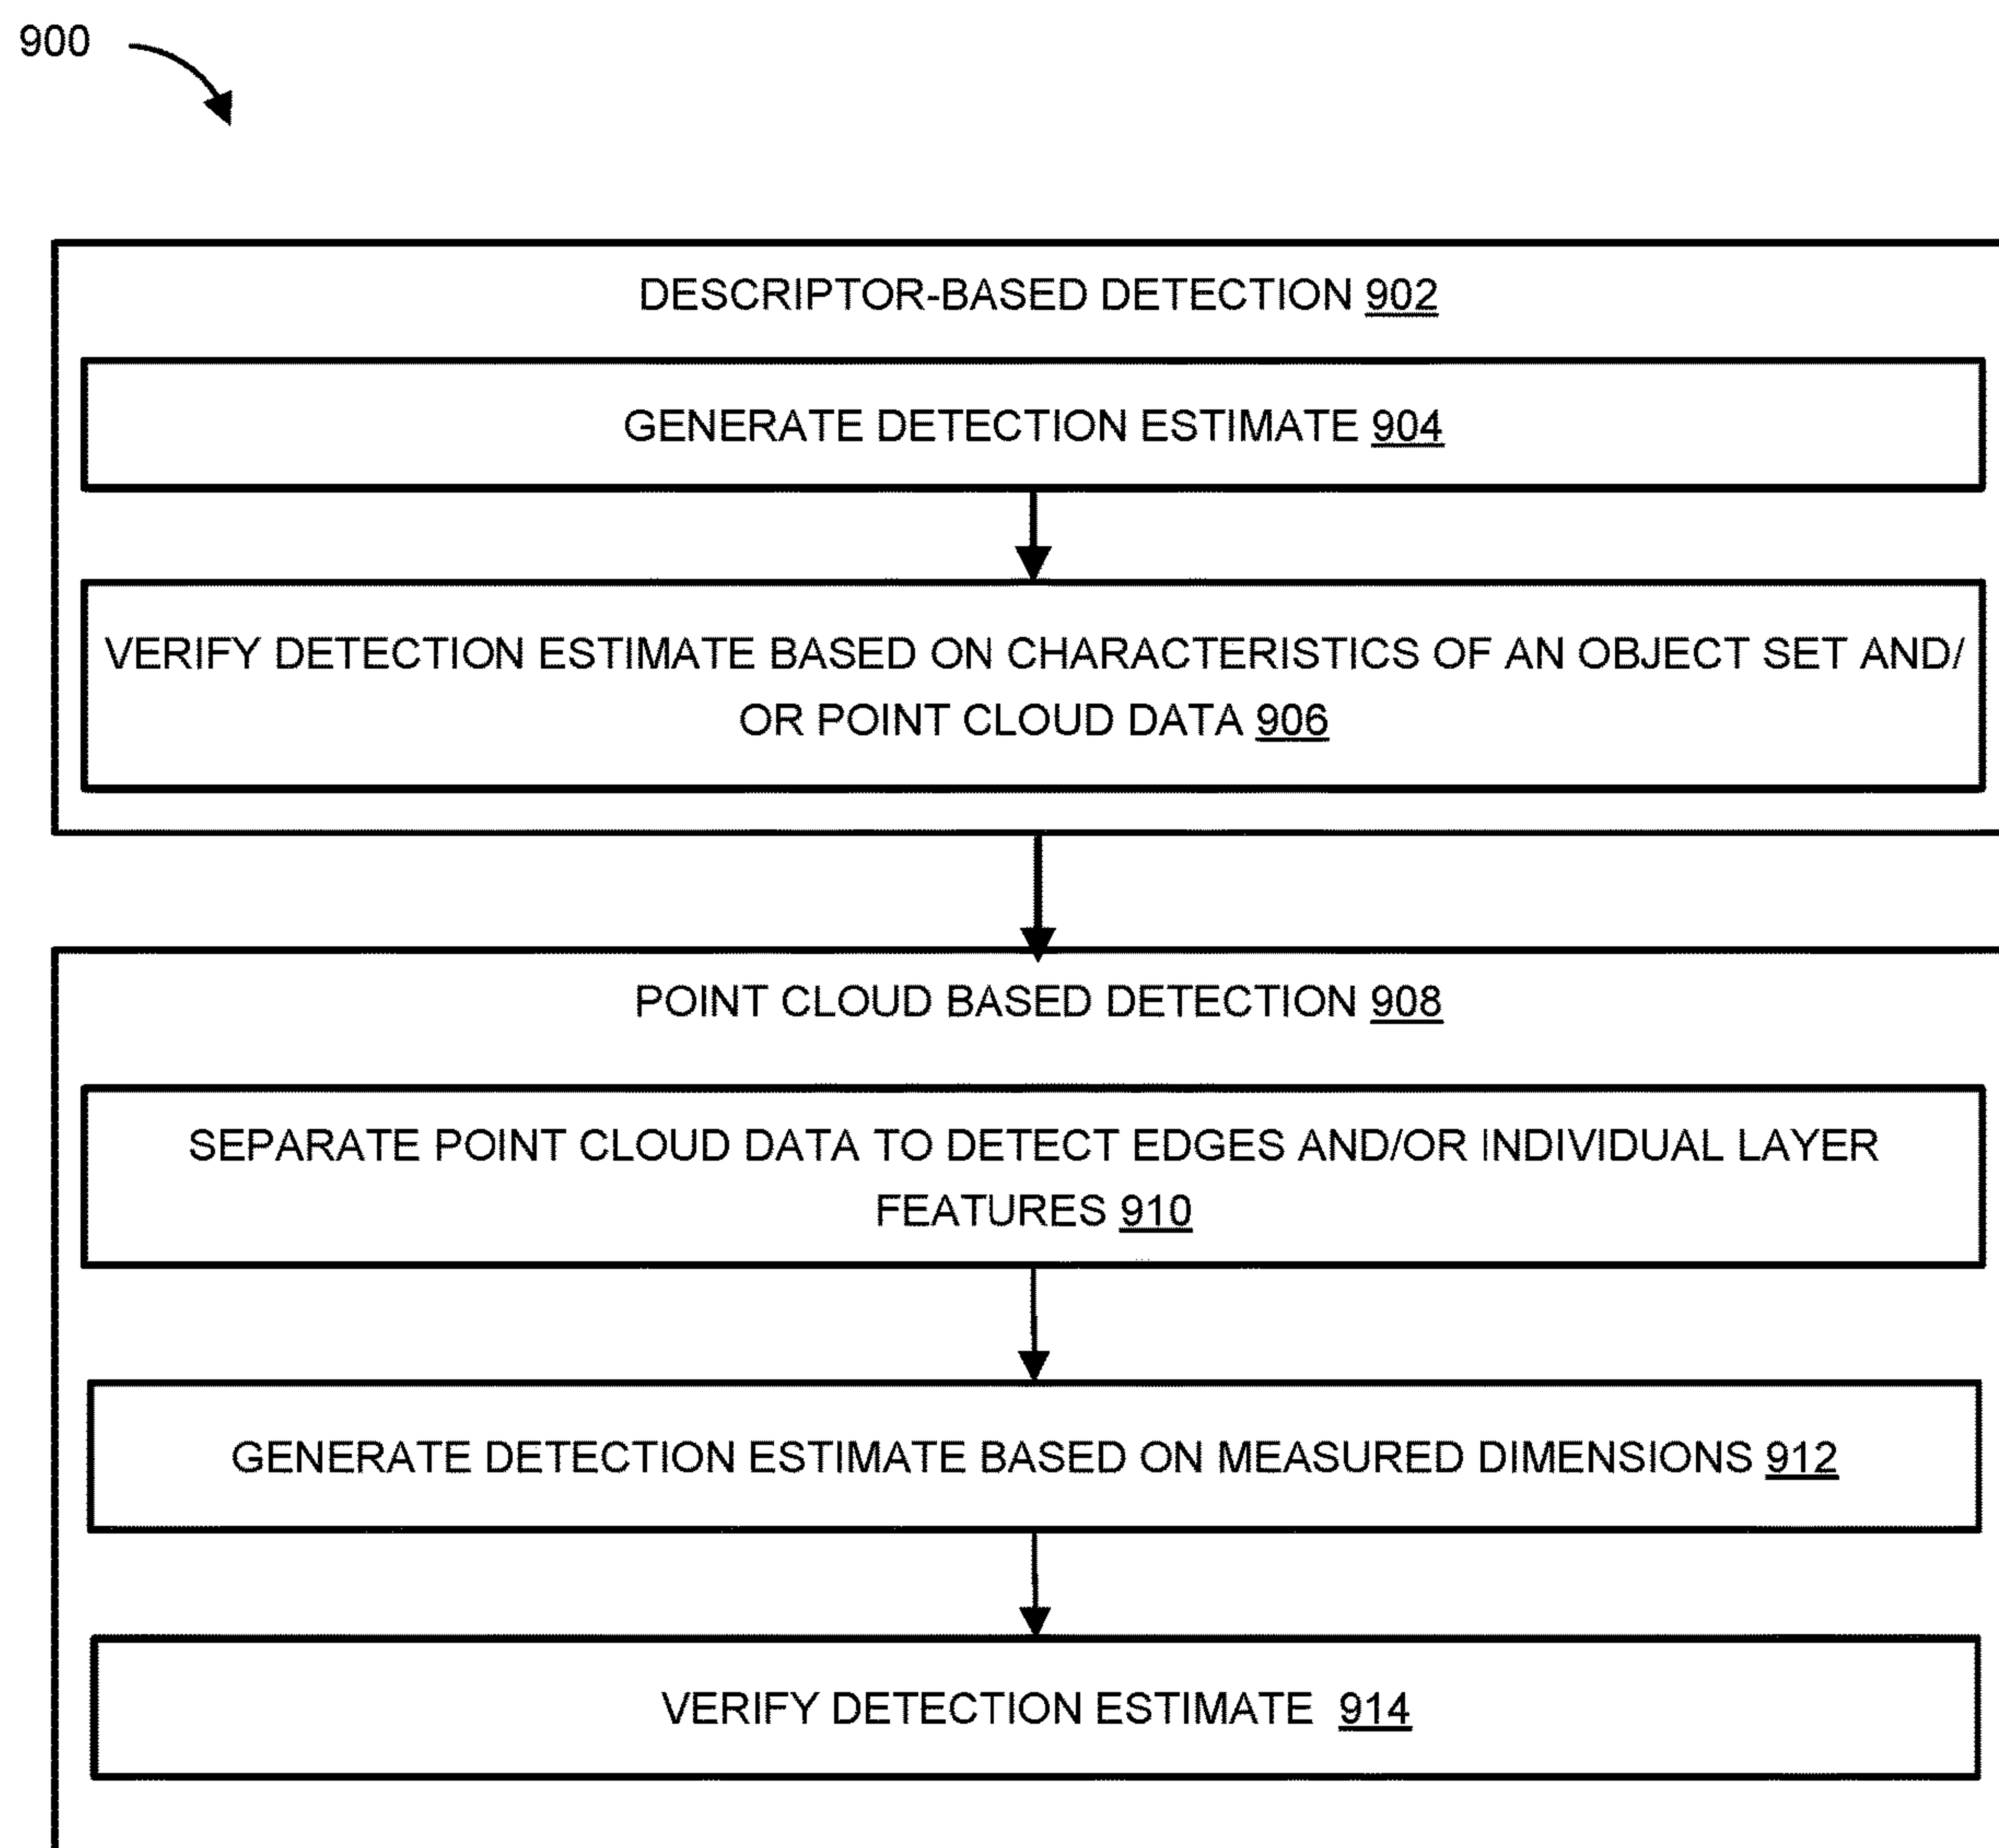 900
DESCRIPTOR-BASED DETECTION 902
GENERATE DETECTION ESTIMATE 904
VERIFY DETECTION ESTIMATE BASED ON CHARACTERISTICS OF AN OBJECT SET AND/
OR POINT CLOUD DATA 906
POINT CLOUD BASED DETECTION 908
SEPARATE POINT CLOUD DATA TO DETECT EDGES AND/OR INDIVIDUAL LAYER
FEATURES 910
GENERATE DETECTION ESTIMATE BASED ON MEASURED DIMENSIONS 912
VERIFY DETECTION ESTIMATE 914